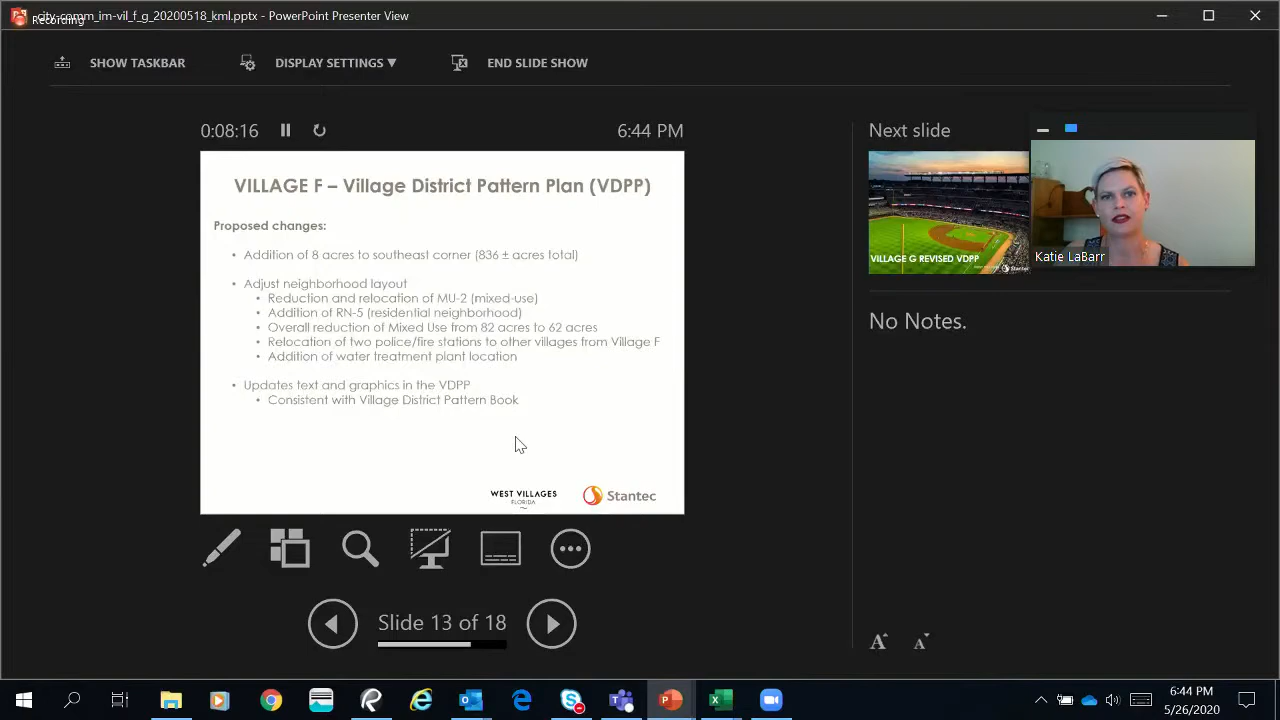 city-comm_im-vil_f_g_20200518_kml.pptx - PowerPoint Presenter View
Recording
SHOW TASKBAR
DISPLAY SETTINGS ▼
END SLIDE SHOW
0:08:16
6:44 PM
VILLAGE F – Village District Pattern Plan (VDPP)
Proposed changes:
• Addition of 8 acres to southeast corner (836 ± acres total)
• Adjust neighborhood layout
• Reduction and relocation of MU-2 (mixed-use)
• Addition of RN-5 (residential neighborhood)
• Overall reduction of Mixed Use from 82 acres to 62 acres
• Relocation of two police/fire stations to other villages from Village F
• Addition of water treatment plant location
• Updates text and graphics in the VDPP
• Consistent with Village District Pattern Book
WEST VILLAGES
FLORIDA
Stantec
Slide 13 of 18
Next slide
VILLAGE G REVISED VDPP
Stantec
Katie LaBarr
No Notes.
A A
6:44 PM
5/26/2020